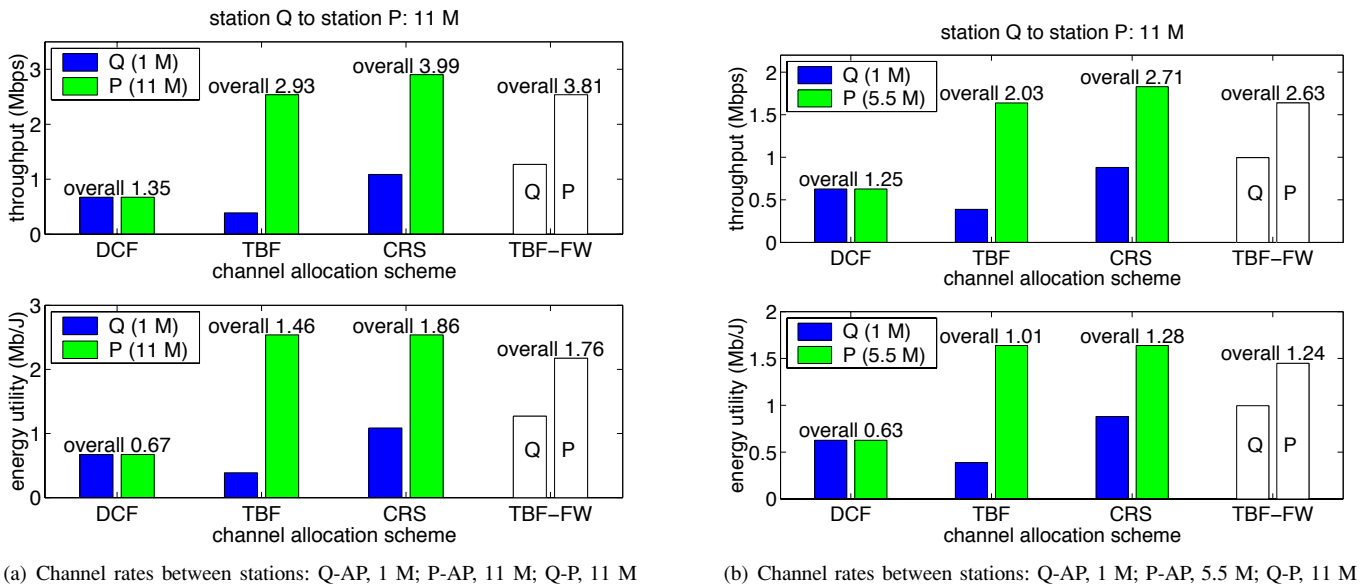 station Q to station P: 11 M
throughput (Mbps)
3
2
1
0
Q (1 M)
P (11 M)
overall 1.35
overall 2.93
overall 3.99
overall 3.81
Q P
DCF TBF CRS TBF-FW
channel allocation scheme
energy utility (Mb/J)
3
2
1
0
Q (1 M)
P (11 M)
overall 0.67
overall 1.46
overall 1.86
overall 1.76
Q P
DCF TBF CRS TBF-FW
channel allocation scheme
(a) Channel rates between stations: Q-AP, 1 M; P-AP, 11 M; Q-P, 11 M
station Q to station P: 11 M
throughput (Mbps)
2
1.5
1
0.5
0
Q (1 M)
P (5.5 M)
overall 1.25
overall 2.03
overall 2.71
overall 2.63
Q P
DCF TBF CRS TBF-FW
channel allocation scheme
energy utility (Mb/J)
2
1.5
1
0.5
0
Q (1 M)
P (5.5 M)
overall 0.63
overall 1.01
overall 1.28
overall 1.24
Q P
DCF TBF CRS TBF-FW
channel allocation scheme
(b) Channel rates between stations: Q-AP, 1 M; P-AP, 5.5 M; Q-P, 11 M